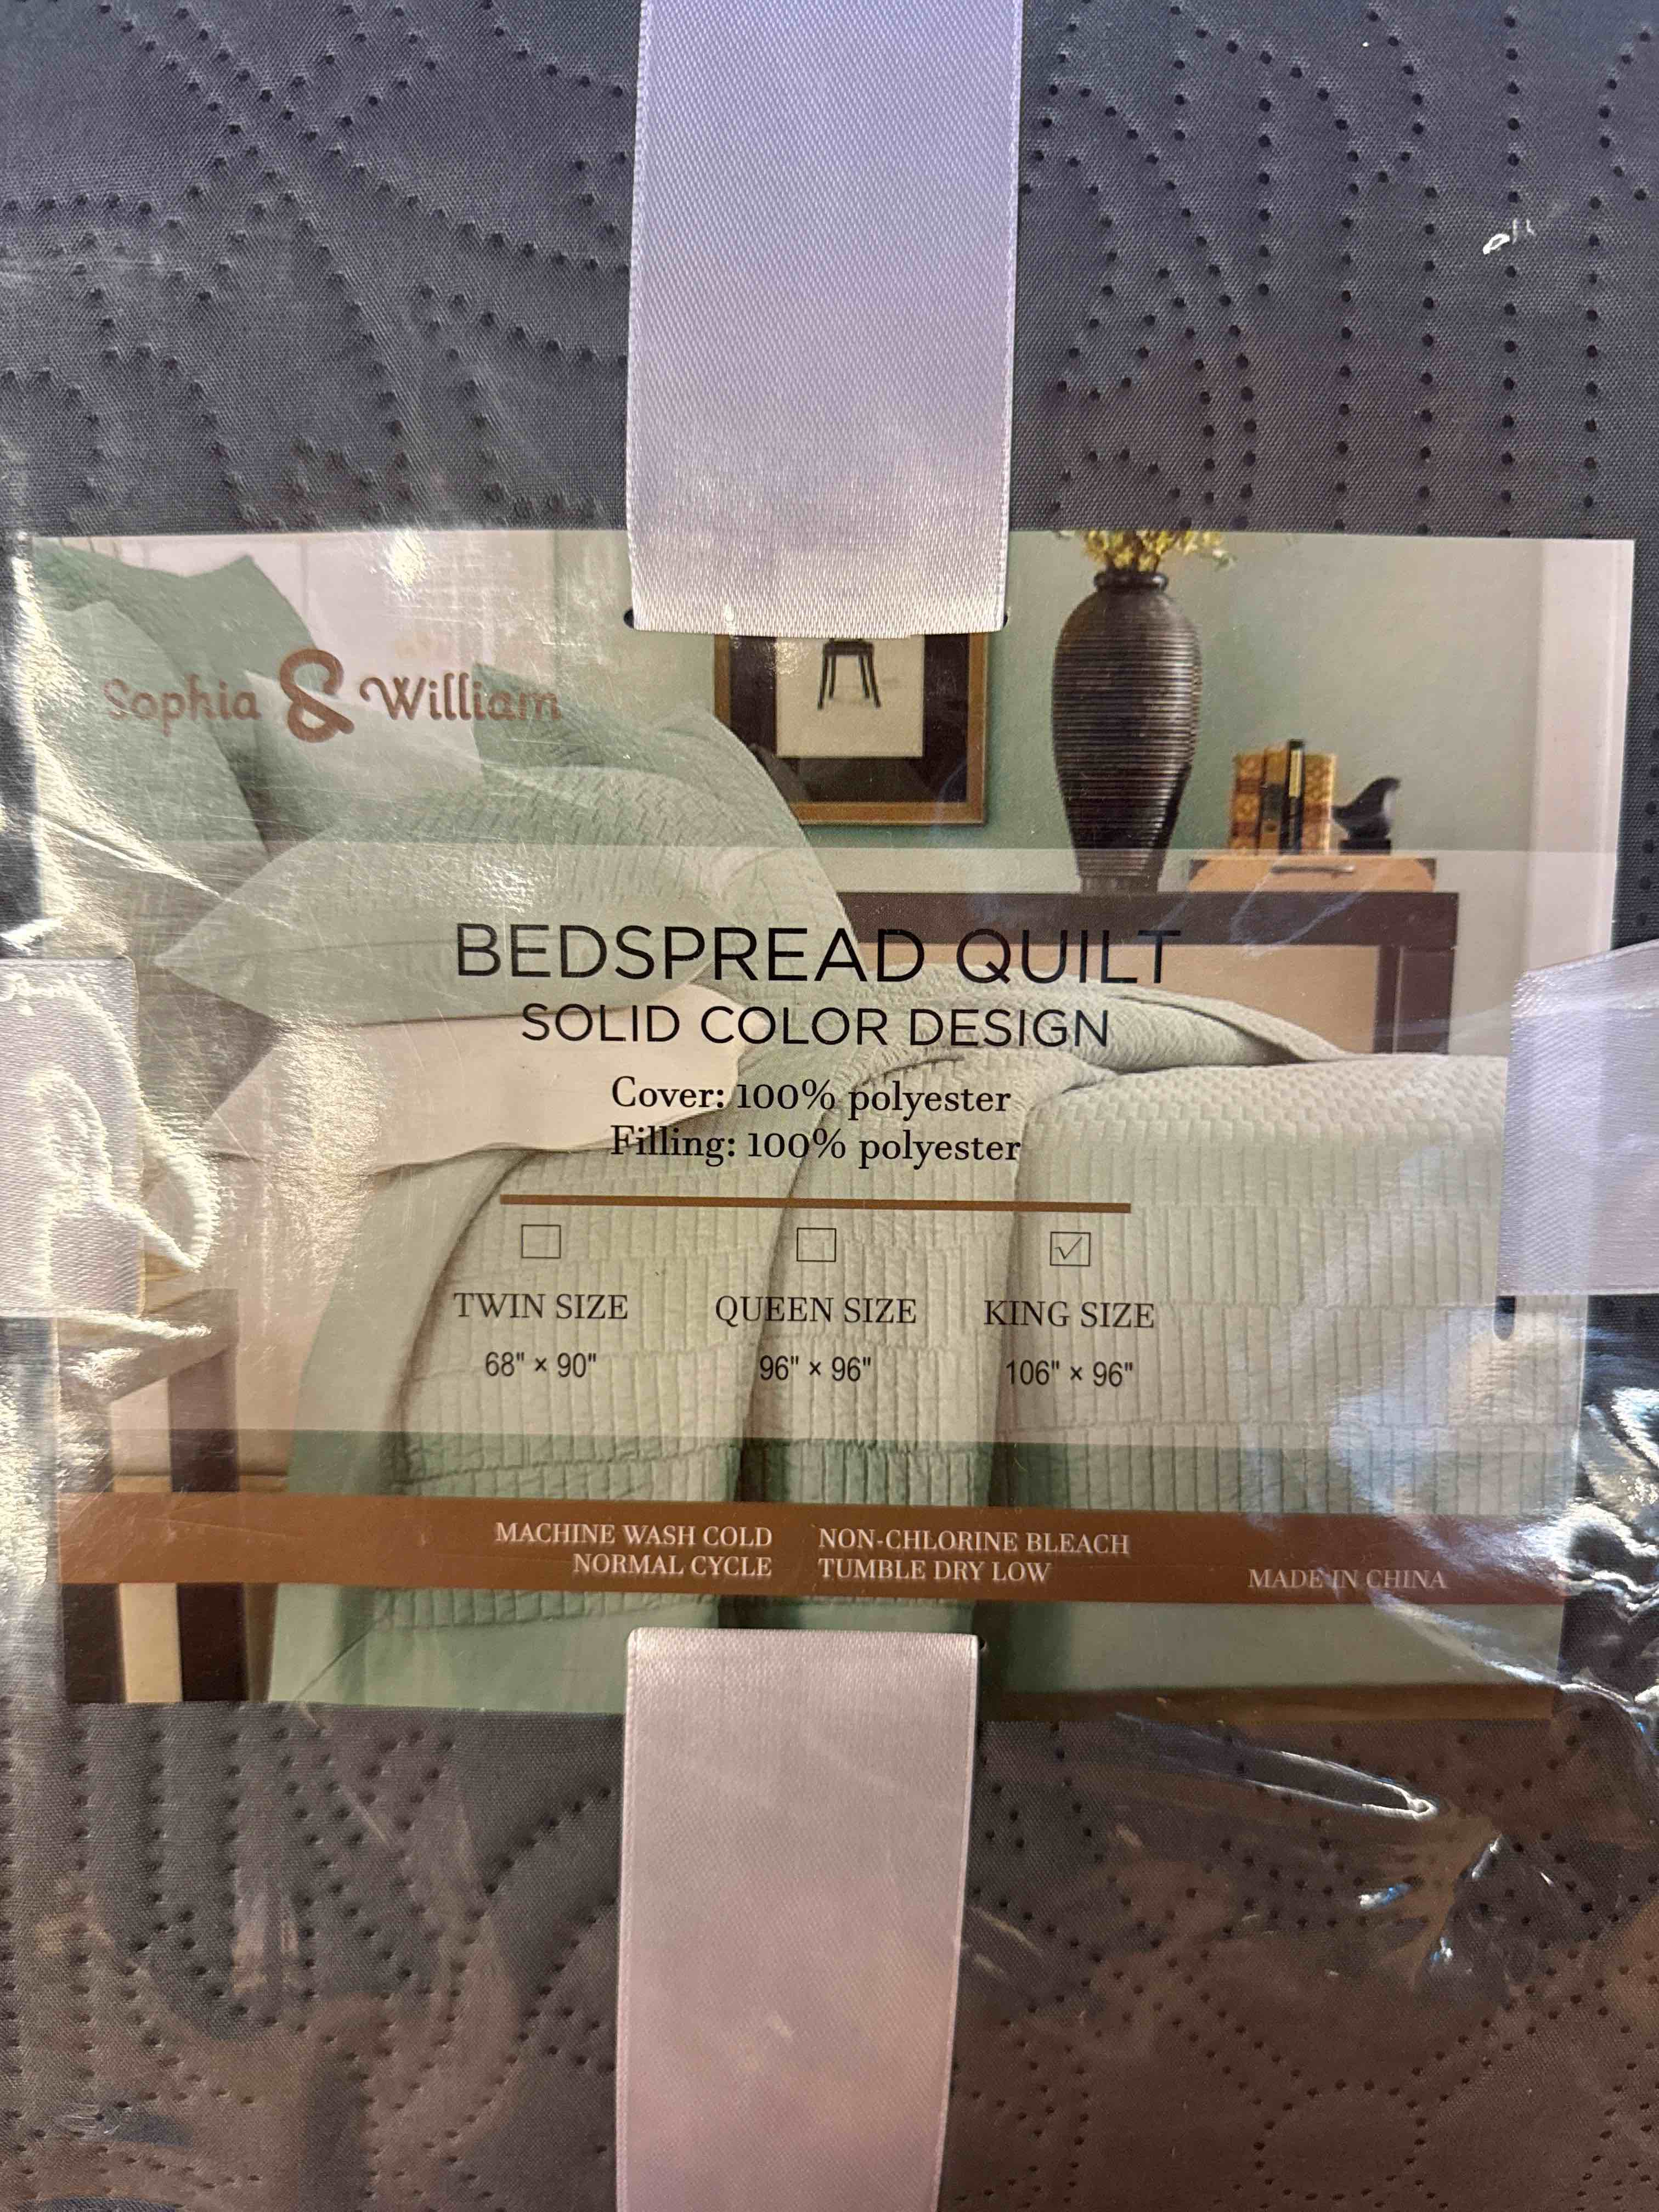 Sophia & William
BEDSPREAD QUILT
SOLID COLOR DESIGN
Cover: 100% polyester
Filling: 100% polyester
TWIN SIZE
68" × 90"
QUEEN SIZE
96" × 96"
KING SIZE
106" × 96"
MACHINE WASH COLD
NORMAL CYCLE
NON-CHLORINE BLEACH
TUMBLE DRY LOW
MADE IN CHINA